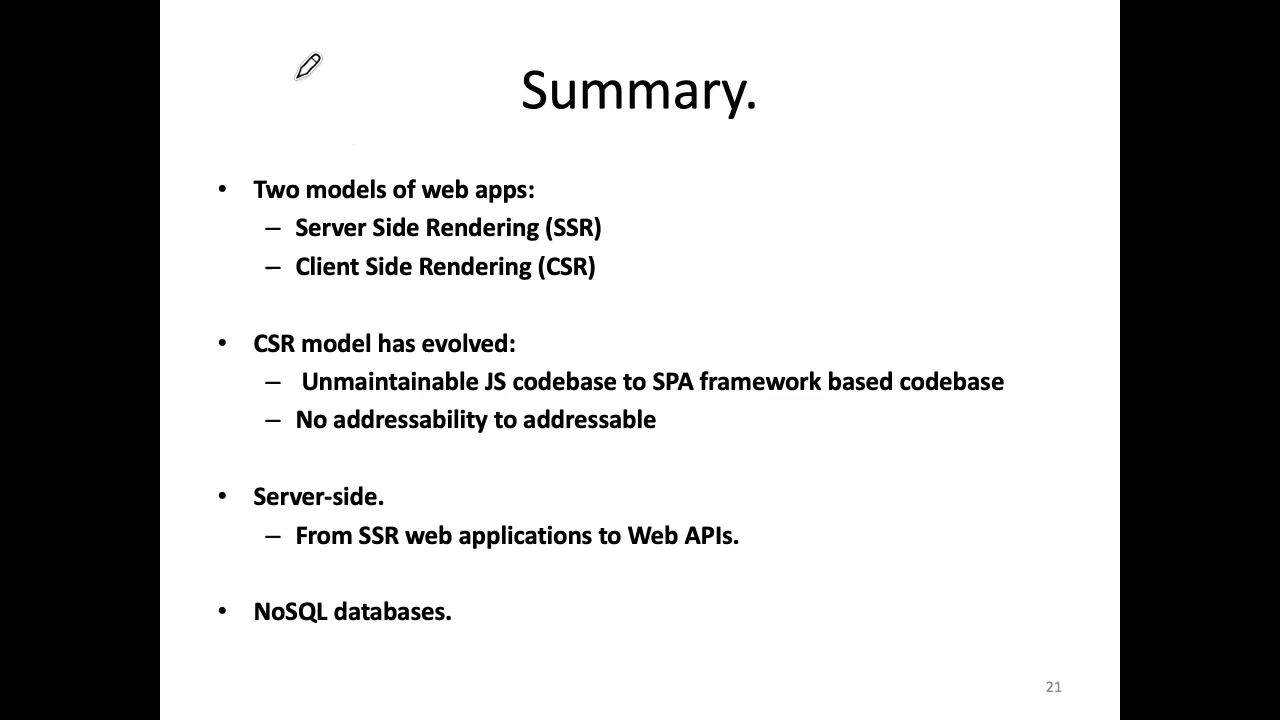 Summary.
• Two models of web apps:
– Server Side Rendering (SSR)
– Client Side Rendering (CSR)
• CSR model has evolved:
– Unmaintainable JS codebase to SPA framework based codebase
– No addressability to addressable
• Server-side.
– From SSR web applications to Web APIs.
• NoSQL databases.
21